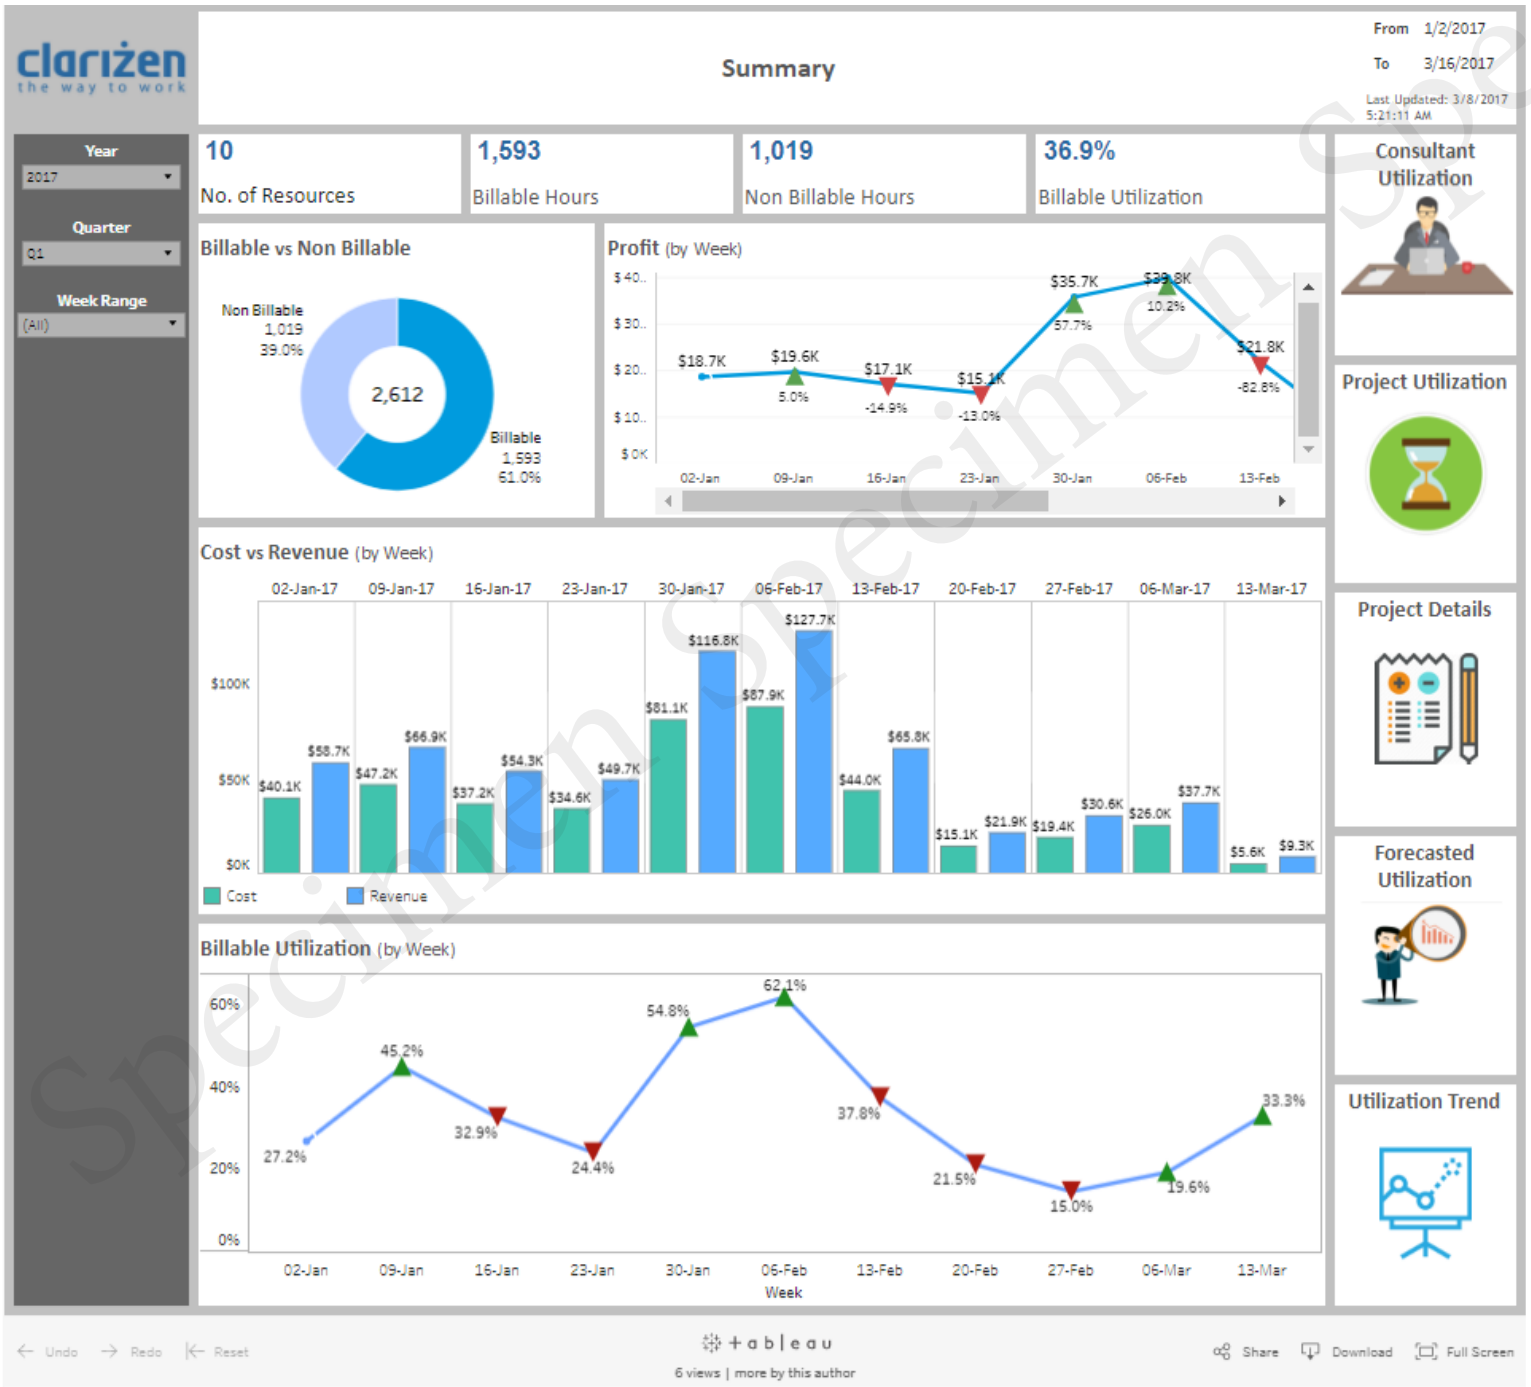 clarizen
the way to work
Summary
From 1/2/2017
To 3/16/2017
Last Updated: 3/8/2017
5:21:11 AM
Year
2017
Quarter
Q1
Week Range
(All)
10
No. of Resources
1,593
Billable Hours
1,019
Non Billable Hours
36.9%
Billable Utilization
Billable vs Non Billable
Non Billable
1,019
39.0%
2,612
Billable
1,593
61.0%
Profit (by Week)
$40..
$30..
$20..
$10..
$0K
$18.7K
$19.6K
5.0%
$17.1K
-14.9%
$15.1K
-13.0%
$35.7K
57.7%
$39.8K
10.2%
$21.8K
-82.8%
02-Jan 09-Jan 16-Jan 23-Jan 30-Jan 06-Feb 13-Feb
Cost vs Revenue (by Week)
02-Jan-17 09-Jan-17 16-Jan-17 23-Jan-17 30-Jan-17 06-Feb-17 13-Feb-17 20-Feb-17 27-Feb-17 06-Mar-17 13-Mar-17
$100K
$50K
$0K
$40.1K $58.7K
$47.2K $66.9K
$37.2K $54.3K
$34.6K $49.7K
$81.1K $116.8K
$87.9K $127.7K
$44.0K $65.8K
$15.1K $21.9K
$19.4K $30.6K
$26.0K $37.7K
$5.6K $9.3K
Cost Revenue
Billable Utilization (by Week)
60%
40%
20%
0%
27.2%
45.2%
32.9%
24.4%
54.8%
62.1%
37.8%
21.5%
15.0%
19.6%
33.3%
02-Jan 09-Jan 16-Jan 23-Jan 30-Jan 06-Feb 13-Feb 20-Feb 27-Feb 06-Mar 13-Mar
Week
Consultant
Utilization
Project Utilization
Project Details
Forecasted
Utilization
Utilization Trend
Undo Redo Reset
+ableau
6 views | more by this author
Share Download Full Screen
Specimen Specimen Spe